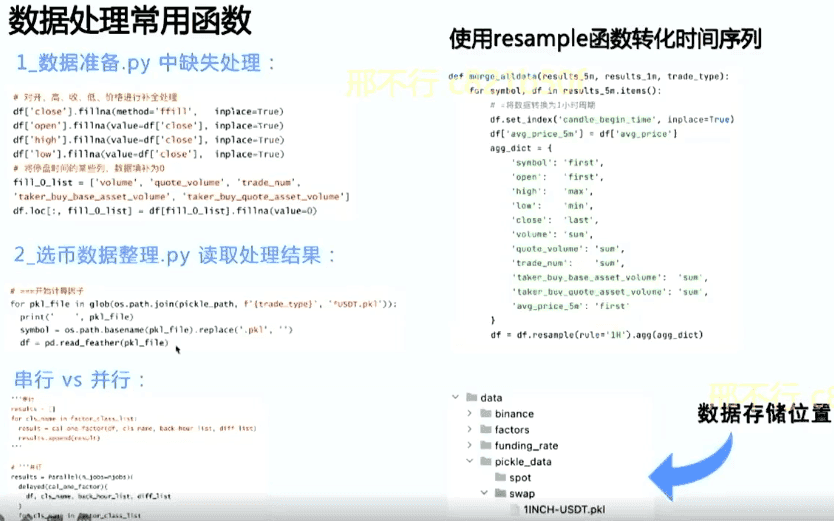 数据处理常用函数
1_数据准备.py 中缺失处理：
# 对开、高、收、低、价格进行补全处理
df['close'].fillna(method='ffill', inplace=True)
df['open'].fillna(value=df['close'], inplace=True)
df['high'].fillna(value=df['close'], inplace=True)
df['low'].fillna(value=df['close'], inplace=True)
# 将停盘时间的某些列，数据填补为0
fill_0_list = ['volume', 'quote_volume', 'trade_num',
'taker_buy_base_asset_volume', 'taker_buy_quote_asset_volume']
df.loc[:, fill_0_list] = df[fill_0_list].fillna(value=0)
2_选币数据整理.py 读取处理结果：
# ===开始计算因子
for pkl_file in glob(os.path.join(pickle_path, f'{trade_type}', '*USDT.pkl')):
print(' ', pkl_file)
symbol = os.path.basename(pkl_file).replace('.pkl', '')
df = pd.read_feather(pkl_file)
串行 vs 并行：
'''串行
results = []
for cls_name in factor_class_list:
result = cal_one_factor(df, cls_name, back_hour_list, diff_list)
results.append(result)
'''
results = Parallel(n_jobs=njobs)(
delayed(cal_one_factor)(
df, cls_name, back_hour_list, diff_list
)
for cls_name in factor_class_list
使用resample函数转化时间序列
邢不行
def merge_alldata(results_5m, results_1m, trade_type):
for symbol, df in results_5m.items():
# =将数据转换为1小时周期
df.set_index('candle_begin_time', inplace=True)
df['avg_price_5m'] = df['avg_price']
agg_dict = {
'symbol': 'first',
'open': 'first',
'high': 'max',
'low': 'min',
'close': 'last',
'volume': 'sum',
'quote_volume': 'sum',
'trade_num': 'sum',
'taker_buy_base_asset_volume': 'sum',
'taker_buy_quote_asset_volume': 'sum',
'avg_price_5m': 'first'
}
df = df.resample(rule='1H').agg(agg_dict)
data
binance
factors
funding_rate
pickle_data
spot
swap
1INCH-USDT.pkl
邢不行
数据存储位置